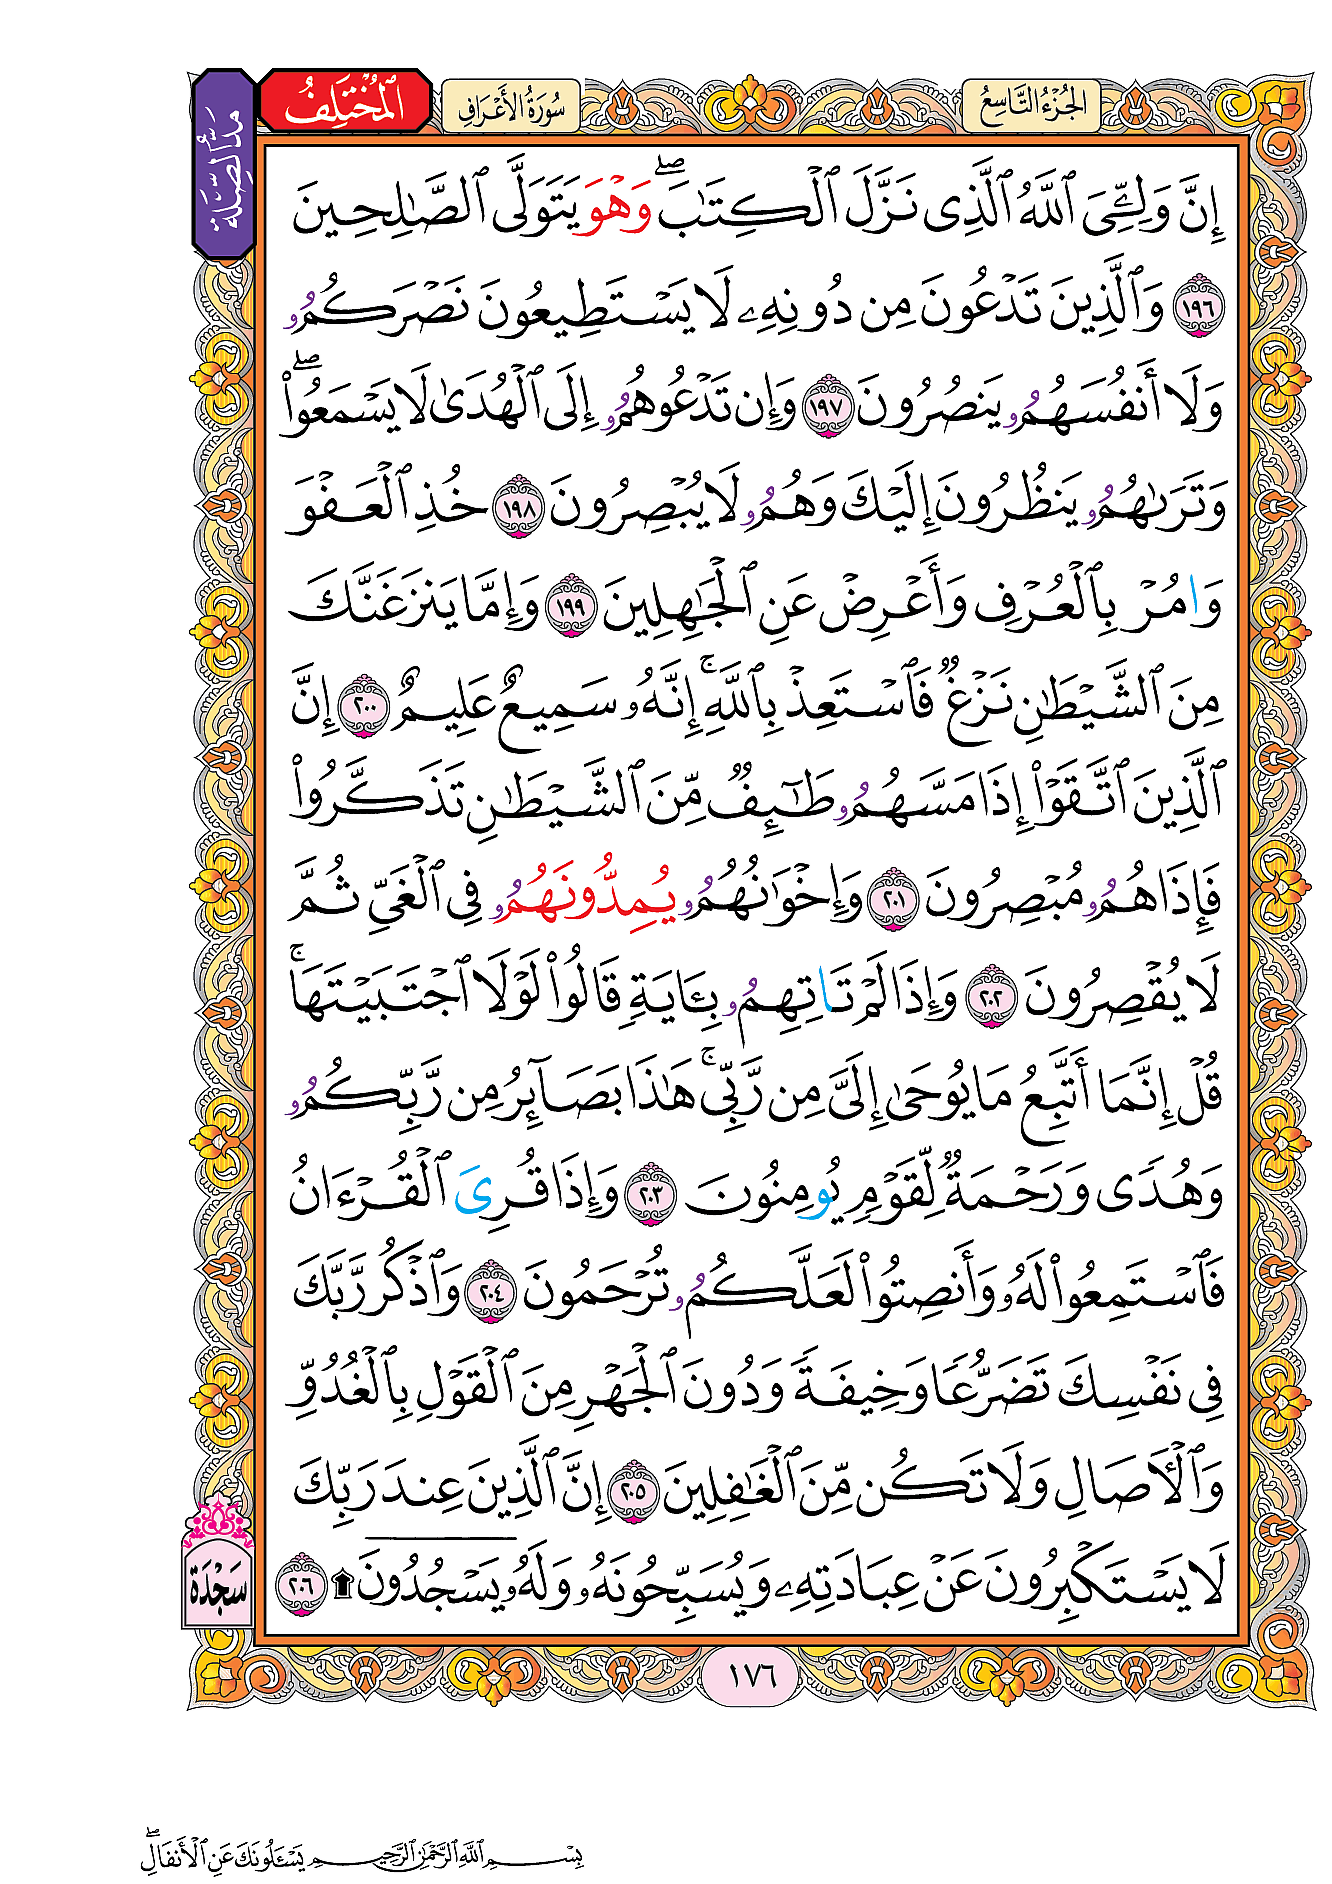 الجُزْءُ التَّاسِعُ
سُورَةُ الأَعْرَافِ
المُخْتَلِفُ
مَدُّ الصِّلَة
إِنَّ وَلِـِّۧىَ ٱللَّهُ ٱلَّذِى نَزَّلَ ٱلْكِتَٰبَۖ وَهْوَ يَتَوَلَّى ٱلصَّٰلِحِينَ
١٩٦ وَٱلَّذِينَ تَدْعُونَ مِن دُونِهِۦ لَا يَسْتَطِيعُونَ نَصْرَكُمُۥ
وَلَا أَنفُسَهُمُۥ يَنصُرُونَ ١٩٧ وَإِن تَدْعُوهُمُۥ إِلَى ٱلْهُدَىٰ لَا يَسْمَعُوا۟ۖ
وَتَرَىٰهُمُۥ يَنظُرُونَ إِلَيْكَ وَهُمُۥ لَا يُبْصِرُونَ ١٩٨ خُذِ ٱلْعَفْوَ
وَامُرْ بِٱلْعُرْفِ وَأَعْرِضْ عَنِ ٱلْجَٰهِلِينَ ١٩٩ وَإِمَّا يَنزَغَنَّكَ
مِنَ ٱلشَّيْطَٰنِ نَزْغٌ فَٱسْتَعِذْ بِٱللَّهِۚ إِنَّهُۥ سَمِيعٌ عَلِيمٌ ٢٠٠ إِنَّ
ٱلَّذِينَ ٱتَّقَوْا۟ إِذَا مَسَّهُمُۥ طَٰٓئِفٌ مِّنَ ٱلشَّيْطَٰنِ تَذَكَّرُوا۟
فَإِذَا هُمُۥ مُبْصِرُونَ ٢٠١ وَإِخْوَٰنُهُمُۥ يُمِدُّونَهُمُۥ فِى ٱلْغَىِّ ثُمَّ
لَا يُقْصِرُونَ ٢٠٢ وَإِذَا لَمْ تَاتِهِمُۥ بِـَٔايَةٍ قَالُوا۟ لَوْلَا ٱجْتَبَيْتَهَاۚ
قُلْ إِنَّمَا أَتَّبِعُ مَا يُوحَىٰ إِلَىَّ مِن رَّبِّىۚ هَٰذَا بَصَآئِرُ مِن رَّبِّكُمُۥ
وَهُدًى وَرَحْمَةٌ لِّقَوْمٍ يُومِنُونَ ٢٠٣ وَإِذَا قُرِىَ ٱلْقُرْءَانُ
فَٱسْتَمِعُوا۟ لَهُۥ وَأَنصِتُوا۟ لَعَلَّكُمُۥ تُرْحَمُونَ ٢٠٤ وَٱذْكُر رَّبَّكَ
فِى نَفْسِكَ تَضَرُّعًا وَخِيفَةً وَدُونَ ٱلْجَهْرِ مِنَ ٱلْقَوْلِ بِٱلْغُدُوِّ
وَٱلْأَصَالِ وَلَا تَكُن مِّنَ ٱلْغَٰفِلِينَ ٢٠٥ إِنَّ ٱلَّذِينَ عِندَ رَبِّكَ
لَا يَسْتَكْبِرُونَ عَنْ عِبَادَتِهِۦ وَيُسَبِّحُونَهُۥ وَلَهُۥ يَسْجُدُونَ ۩ ٢٠٦
سَجْدَة
١٧٦
بِسْمِ ٱللَّهِ ٱلرَّحْمَٰنِ ٱلرَّحِيمِ يَسْـَٔلُونَكَ عَنِ ٱلْأَنفَالِۖ